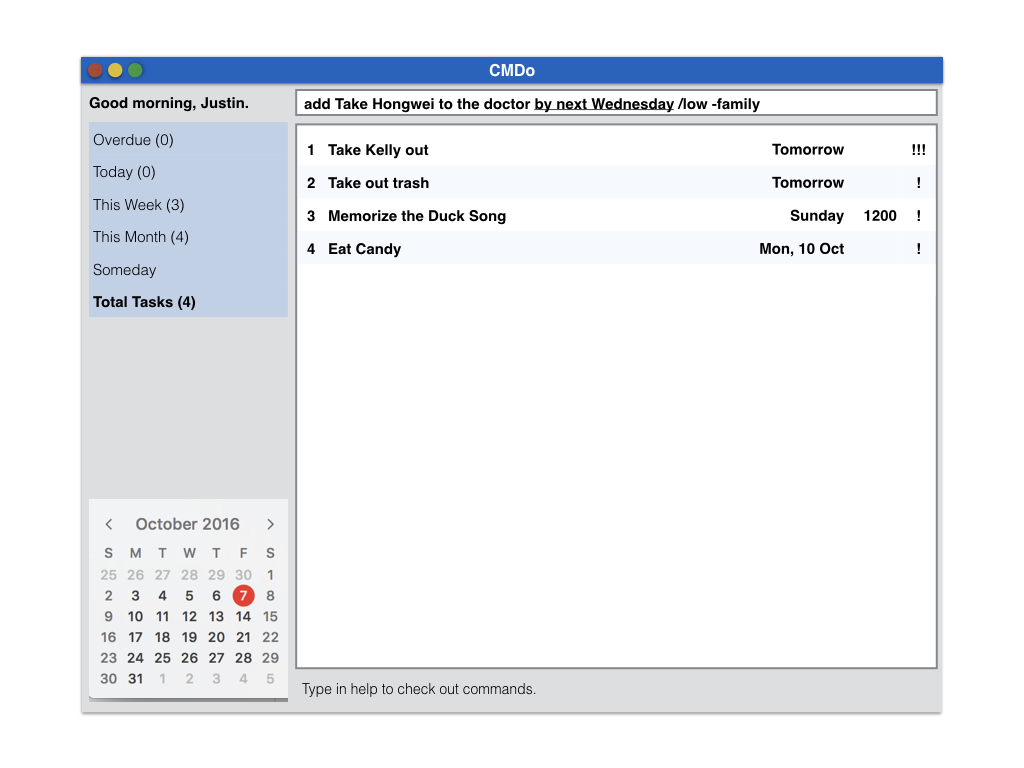 CMDo
Good morning, Justin.
add Take Hongwei to the doctor by next Wednesday /low -family
Overdue (0)
Today (0)
This Week (3)
This Month (4)
Someday
Total Tasks (4)
1 Take Kelly out Tomorrow !!!
2 Take out trash Tomorrow !
3 Memorize the Duck Song Sunday 1200 !
4 Eat Candy Mon, 10 Oct !
October 2016
S M T W T F S
25 26 27 28 29 30 1
2 3 4 5 6 7 8
9 10 11 12 13 14 15
16 17 18 19 20 21 22
23 24 25 26 27 28 29
30 31 1 2 3 4 5
Type in help to check out commands.